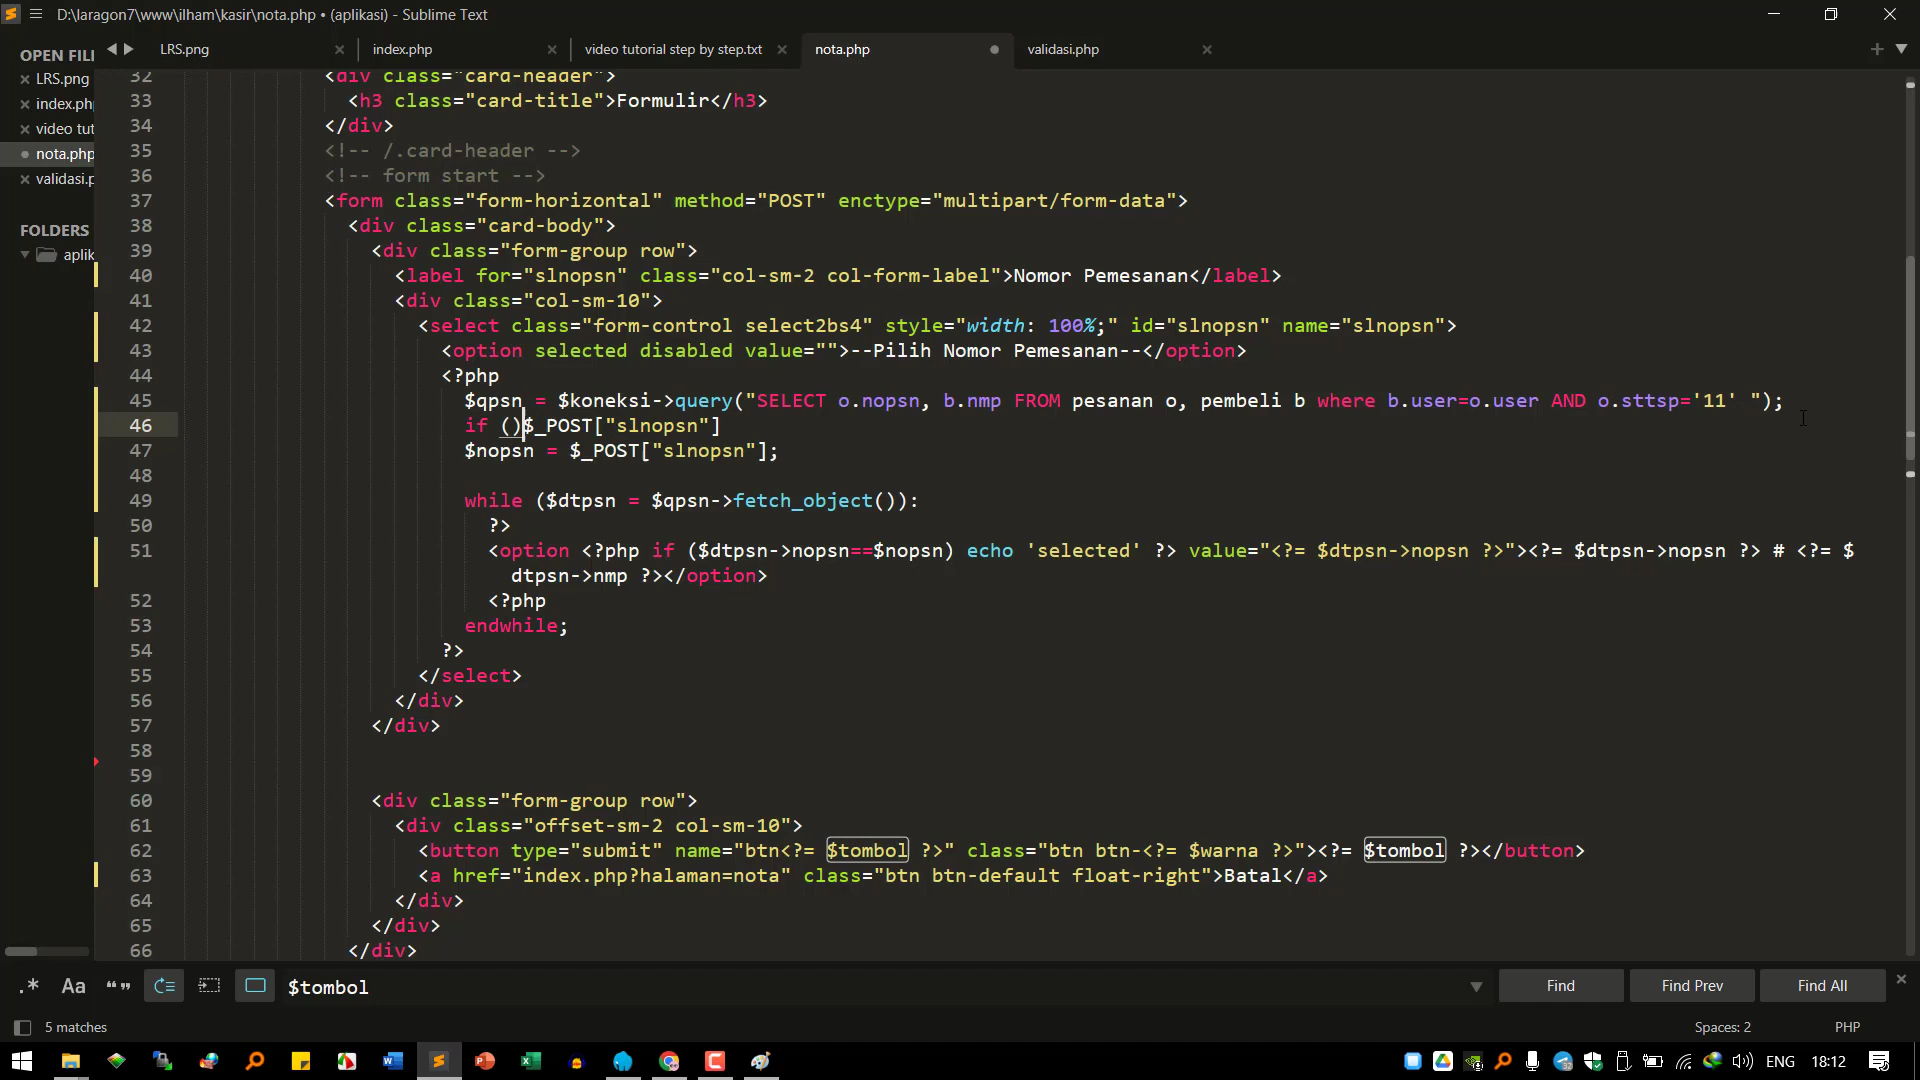 D:\laragon7\www\ilham\kasir\nota.php • (aplikasi) - Sublime Text
OPEN FILI
LRS.png
index.php
video tut
nota.php
validasi.p
FOLDERS
aplik
LRS.png
index.php
video tutorial step by step.txt
nota.php
validasi.php
32 <div class="card-header">
33 <h3 class="card-title">Formulir</h3>
34 </div>
35 <!-- /.card-header -->
36 <!-- form start -->
37 <form class="form-horizontal" method="POST" enctype="multipart/form-data">
38 <div class="card-body">
39 <div class="form-group row">
40 <label for="slnopsn" class="col-sm-2 col-form-label">Nomor Pemesanan</label>
41 <div class="col-sm-10">
42 <select class="form-control select2bs4" style="width: 100%;" id="slnopsn" name="slnopsn">
43 <option selected disabled value="">--Pilih Nomor Pemesanan--</option>
44 <?php
45 $qpsn = $koneksi->query("SELECT o.nopsn, b.nmp FROM pesanan o, pembeli b where b.user=o.user AND o.sttsp='11' ");
46 if ()$_POST["slnopsn"]
47 $nopsn = $_POST["slnopsn"];
48
49 while ($dtpsn = $qpsn->fetch_object()):
50 ?>
51 <option <?php if ($dtpsn->nopsn==$nopsn) echo 'selected' ?> value="<?= $dtpsn->nopsn ?>"><?= $dtpsn->nopsn ?> # <?= $
dtpsn->nmp ?></option>
52 <?php
53 endwhile;
54 ?>
55 </select>
56 </div>
57 </div>
58
59
60 <div class="form-group row">
61 <div class="offset-sm-2 col-sm-10">
62 <button type="submit" name="btn<?= $tombol ?>" class="btn btn-<?= $warna ?>"><?= $tombol ?></button>
63 <a href="index.php?halaman=nota" class="btn btn-default float-right">Batal</a>
64 </div>
65 </div>
66 </div>
.* Aa “” $tombol
Find
Find Prev
Find All
5 matches
Spaces: 2
PHP
ENG
18:12